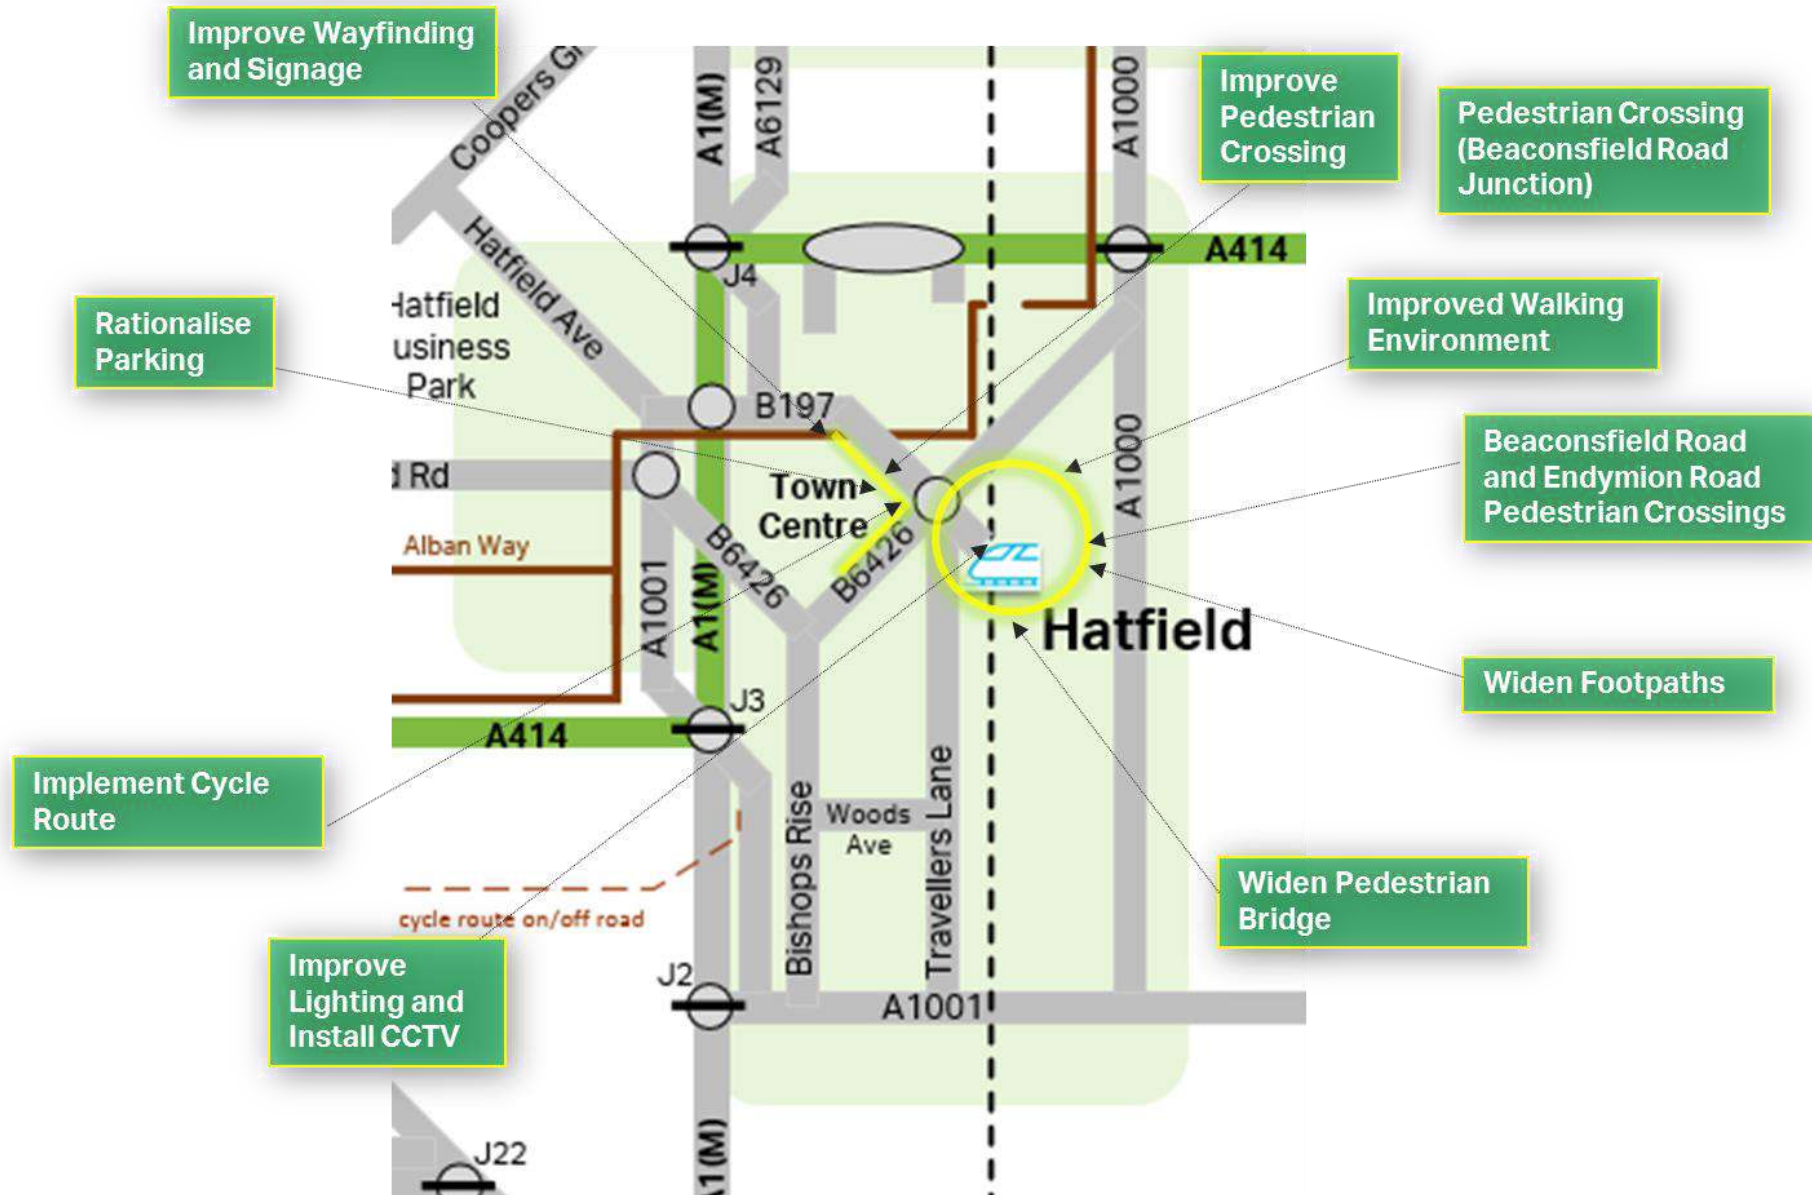 Improve Wayfinding
and Signage
Coopers Gr
A1(M)
A6129
A1000
Improve
Pedestrian
Crossing
Pedestrian Crossing
(Beaconsfield Road
Junction)
Hatfield Ave
J4
A414
Hatfield
usiness
Park
Rationalise
Parking
Improved Walking
Environment
B197
d Rd
Town
Centre
A1000
Beaconsfield Road
and Endymion Road
Pedestrian Crossings
Alban Way
A1001
A1(M)
B6426
B6426
Hatfield
Widen Footpaths
J3
A414
Implement Cycle
Route
Bishops Rise
Woods
Ave
Travellers Lane
cycle route on/off road
Widen Pedestrian
Bridge
Improve
Lighting and
Install CCTV
J2
A1001
A1(M)
J22